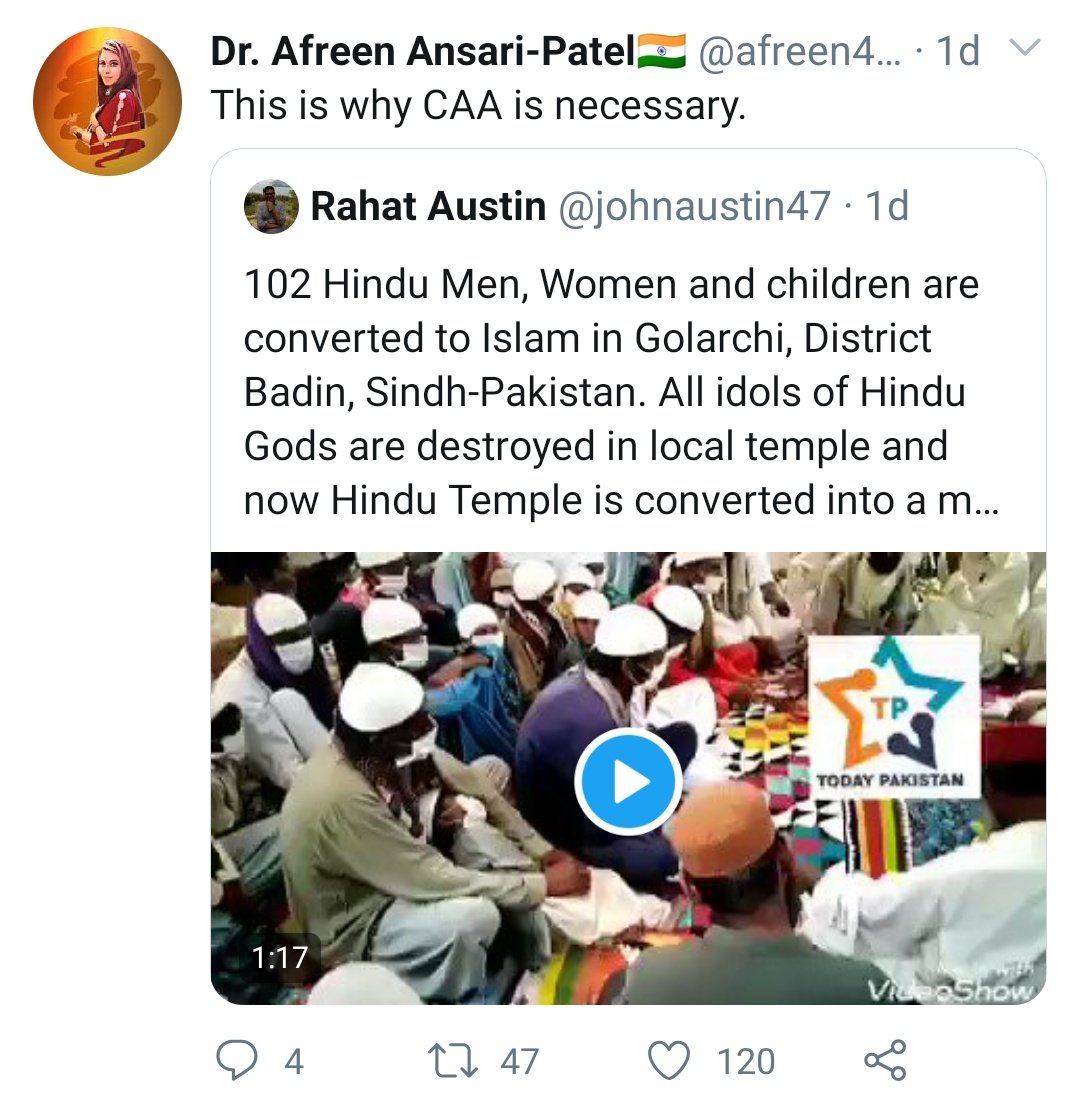 Dr. Afreen Ansari-Patel🇮🇳 @afreen4... · 1d
This is why CAA is necessary.
Rahat Austin @johnaustin47 · 1d
102 Hindu Men, Women and children are
converted to Islam in Golarchi, District
Badin, Sindh-Pakistan. All idols of Hindu
Gods are destroyed in local temple and
now Hindu Temple is converted into a m...
TP
TODAY PAKISTAN
1:17
VideoShow
4 47 120